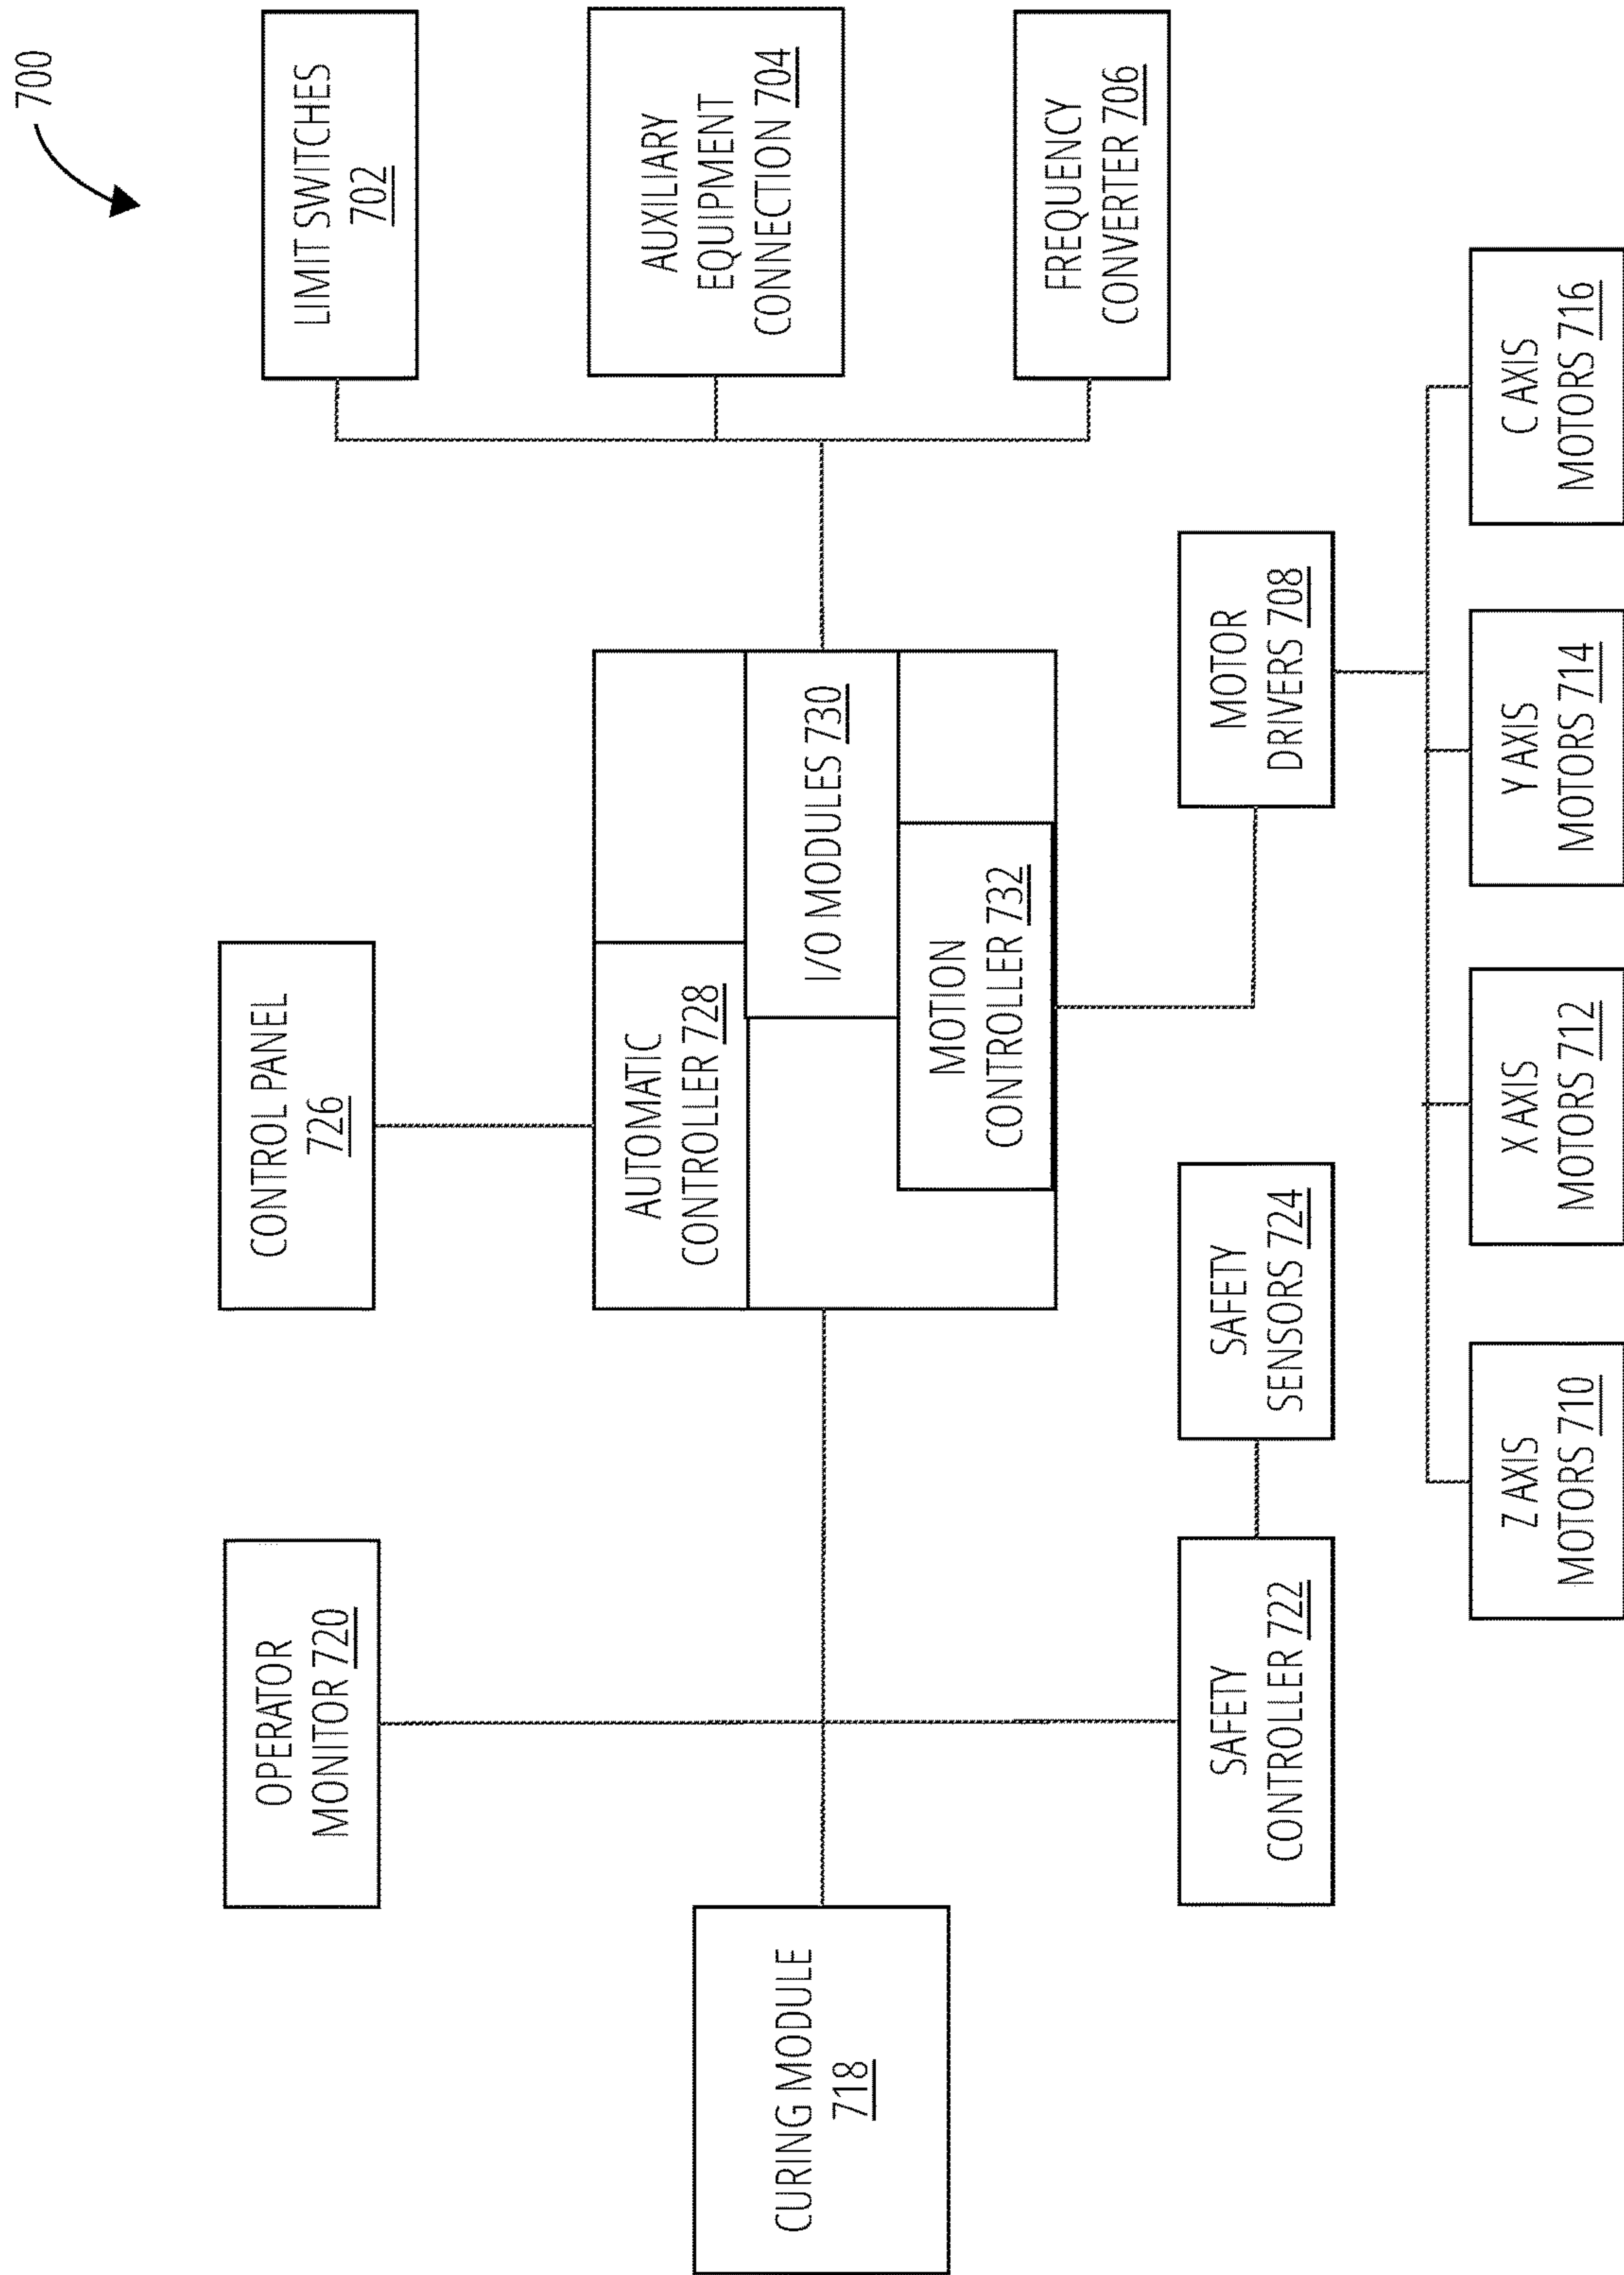 700
CONTROL PANEL
726
OPERATOR
MONITOR 720
LIMIT SWITCHES
702
AUXILIARY
EQUIPMENT
CONNECTION 704
FREQUENCY
CONVERTER 706
AUTOMATIC
CONTROLLER 728
I/O MODULES 730
MOTION
CONTROLLER 732
CURING MODULE
718
SAFETY
CONTROLLER 722
SAFETY
SENSORS 724
MOTOR
DRIVERS 708
Z AXIS
MOTORS 710
X AXIS
MOTORS 712
Y AXIS
MOTORS 714
C AXIS
MOTORS 716